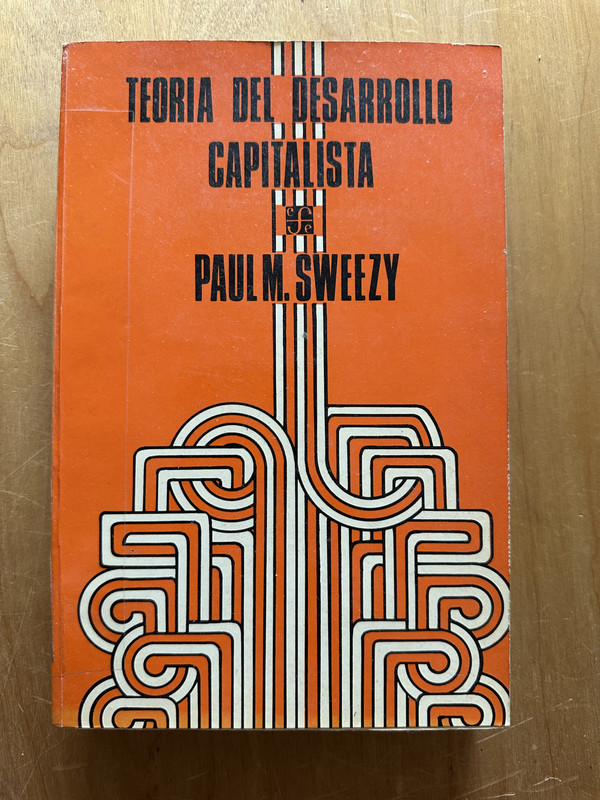 TEORIA DEL DESARROLLO
CAPITALISTA
PAUL M. SWEEZY